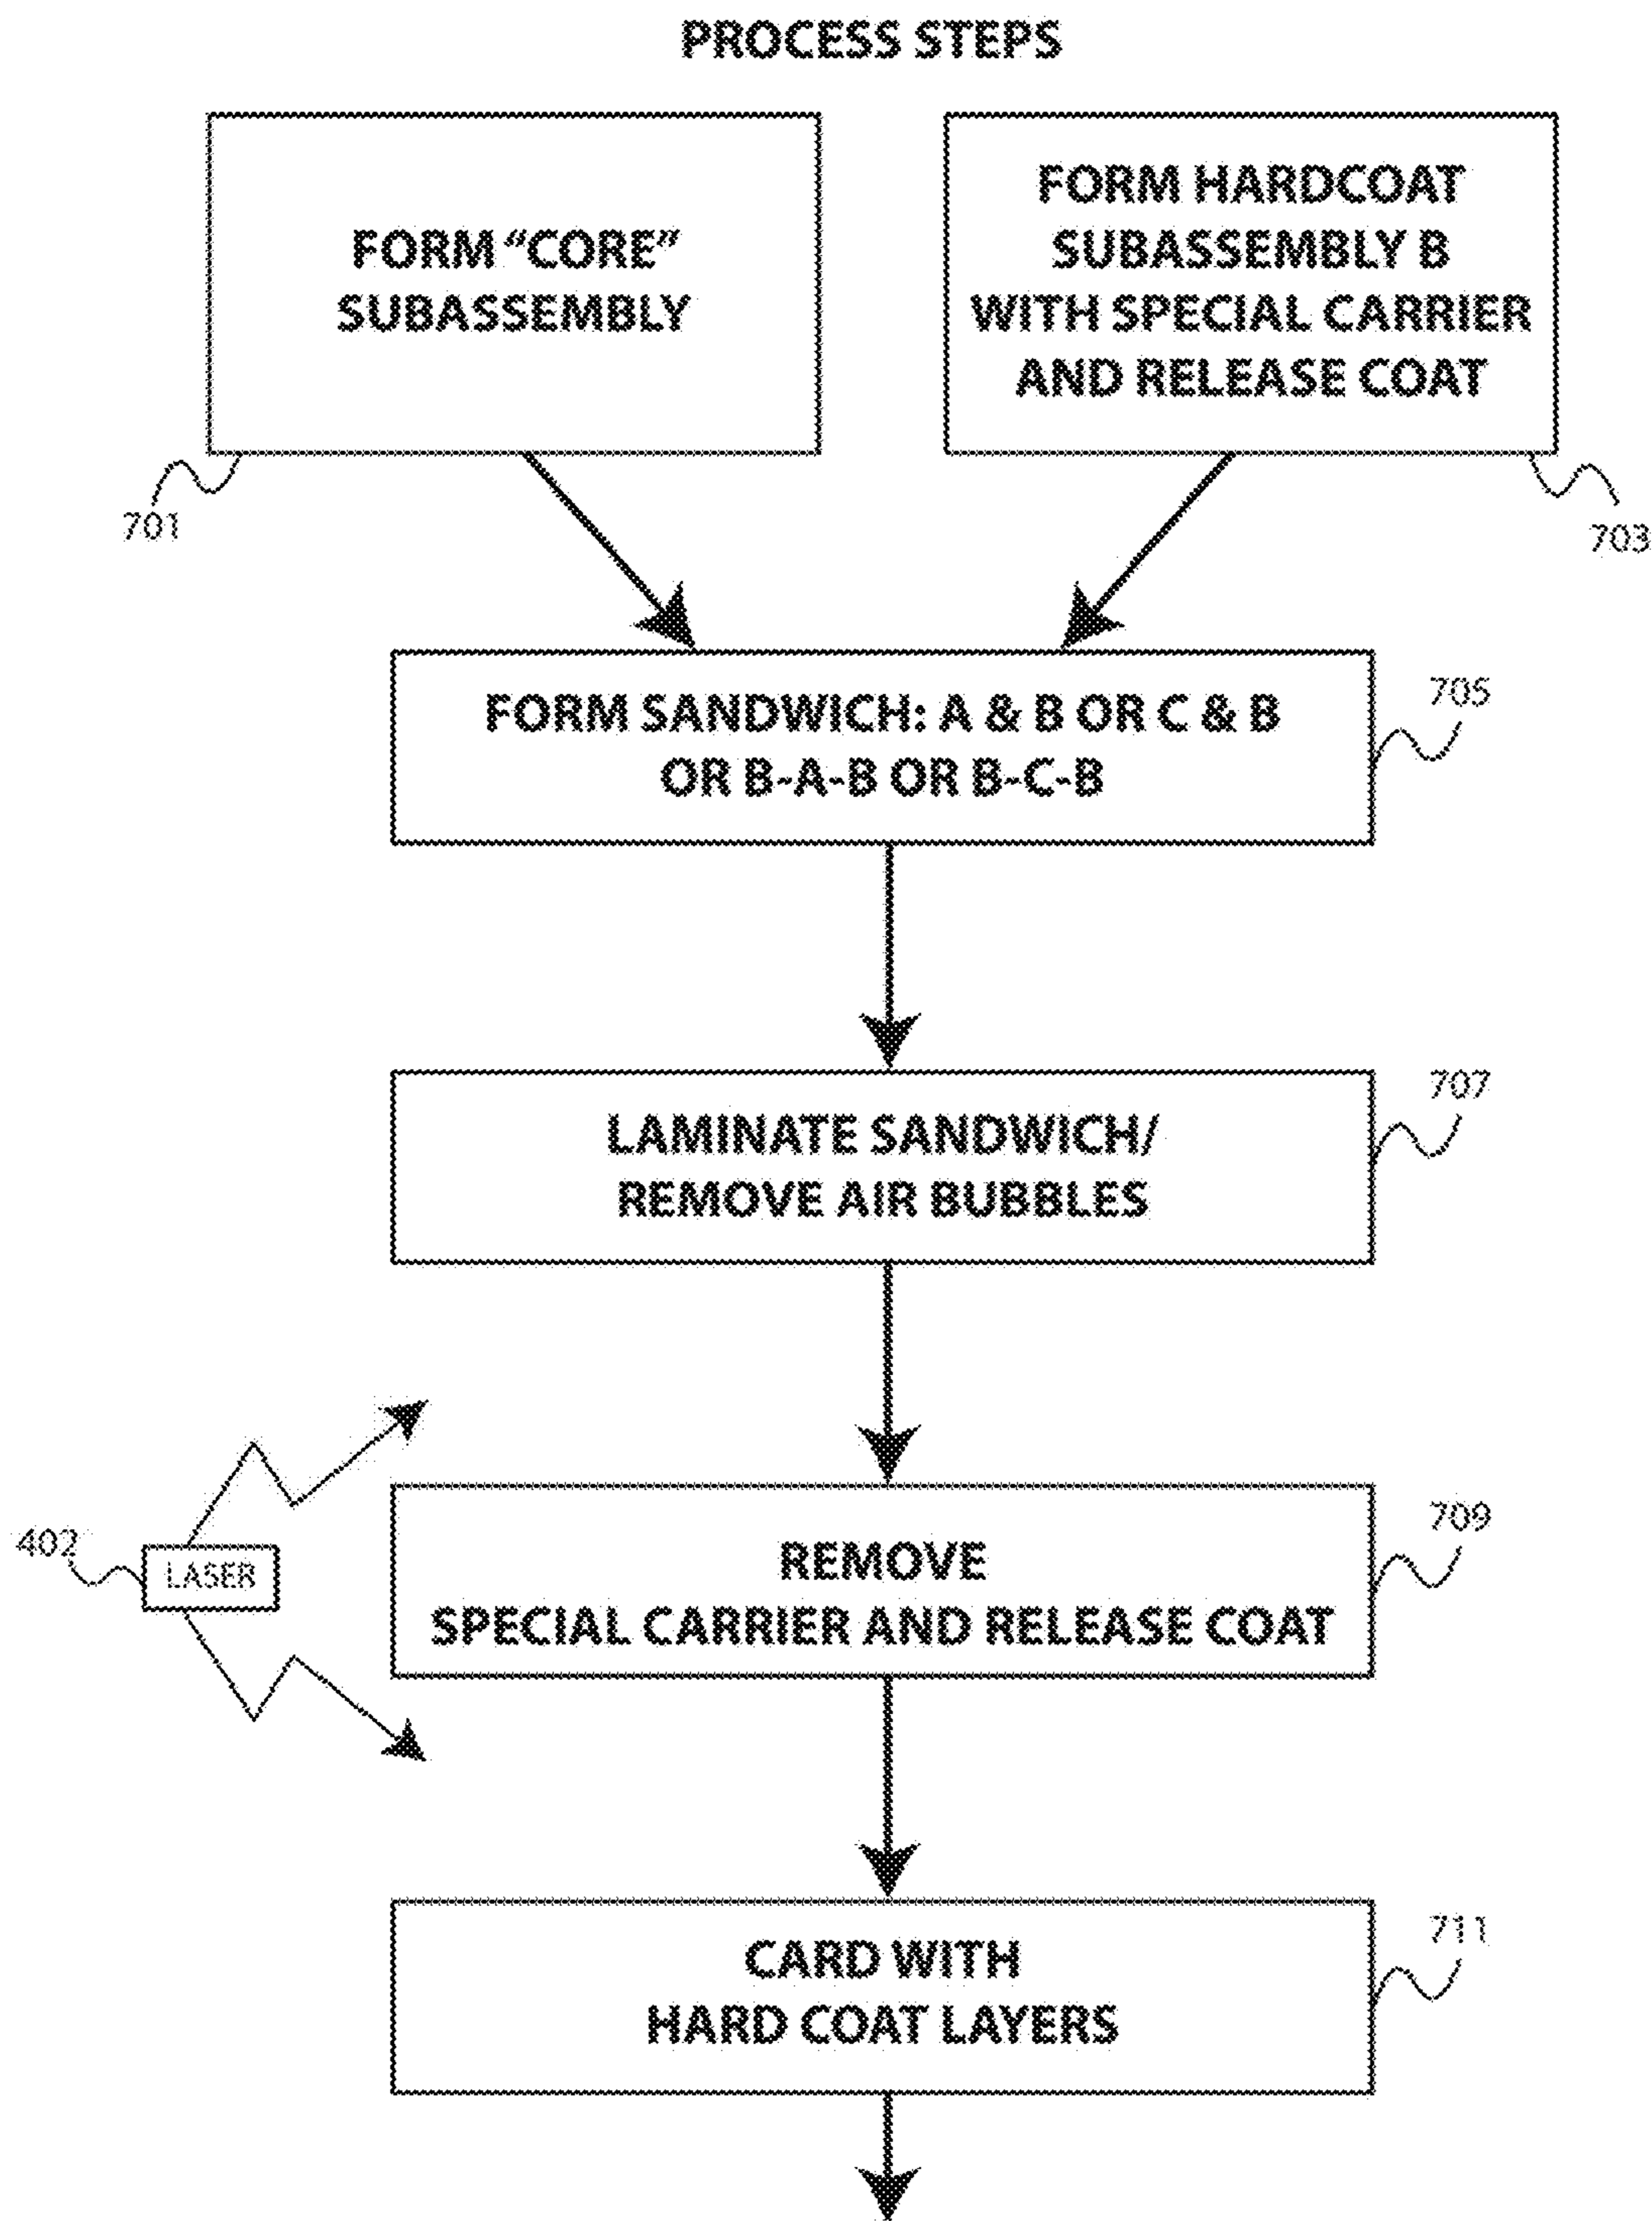 PROCESS STEPS
FORM “CORE”
SUBASSEMBLY
701
FORM HARDCOAT
SUBASSEMBLY B
WITH SPECIAL CARRIER
AND RELEASE COAT
703
FORM SANDWICH: A & B OR C & B
OR B-A-B OR B-C-B
705
LAMINATE SANDWICH/
REMOVE AIR BUBBLES
707
402
LASER
REMOVE
SPECIAL CARRIER AND RELEASE COAT
709
CARD WITH
HARD COAT LAYERS
711